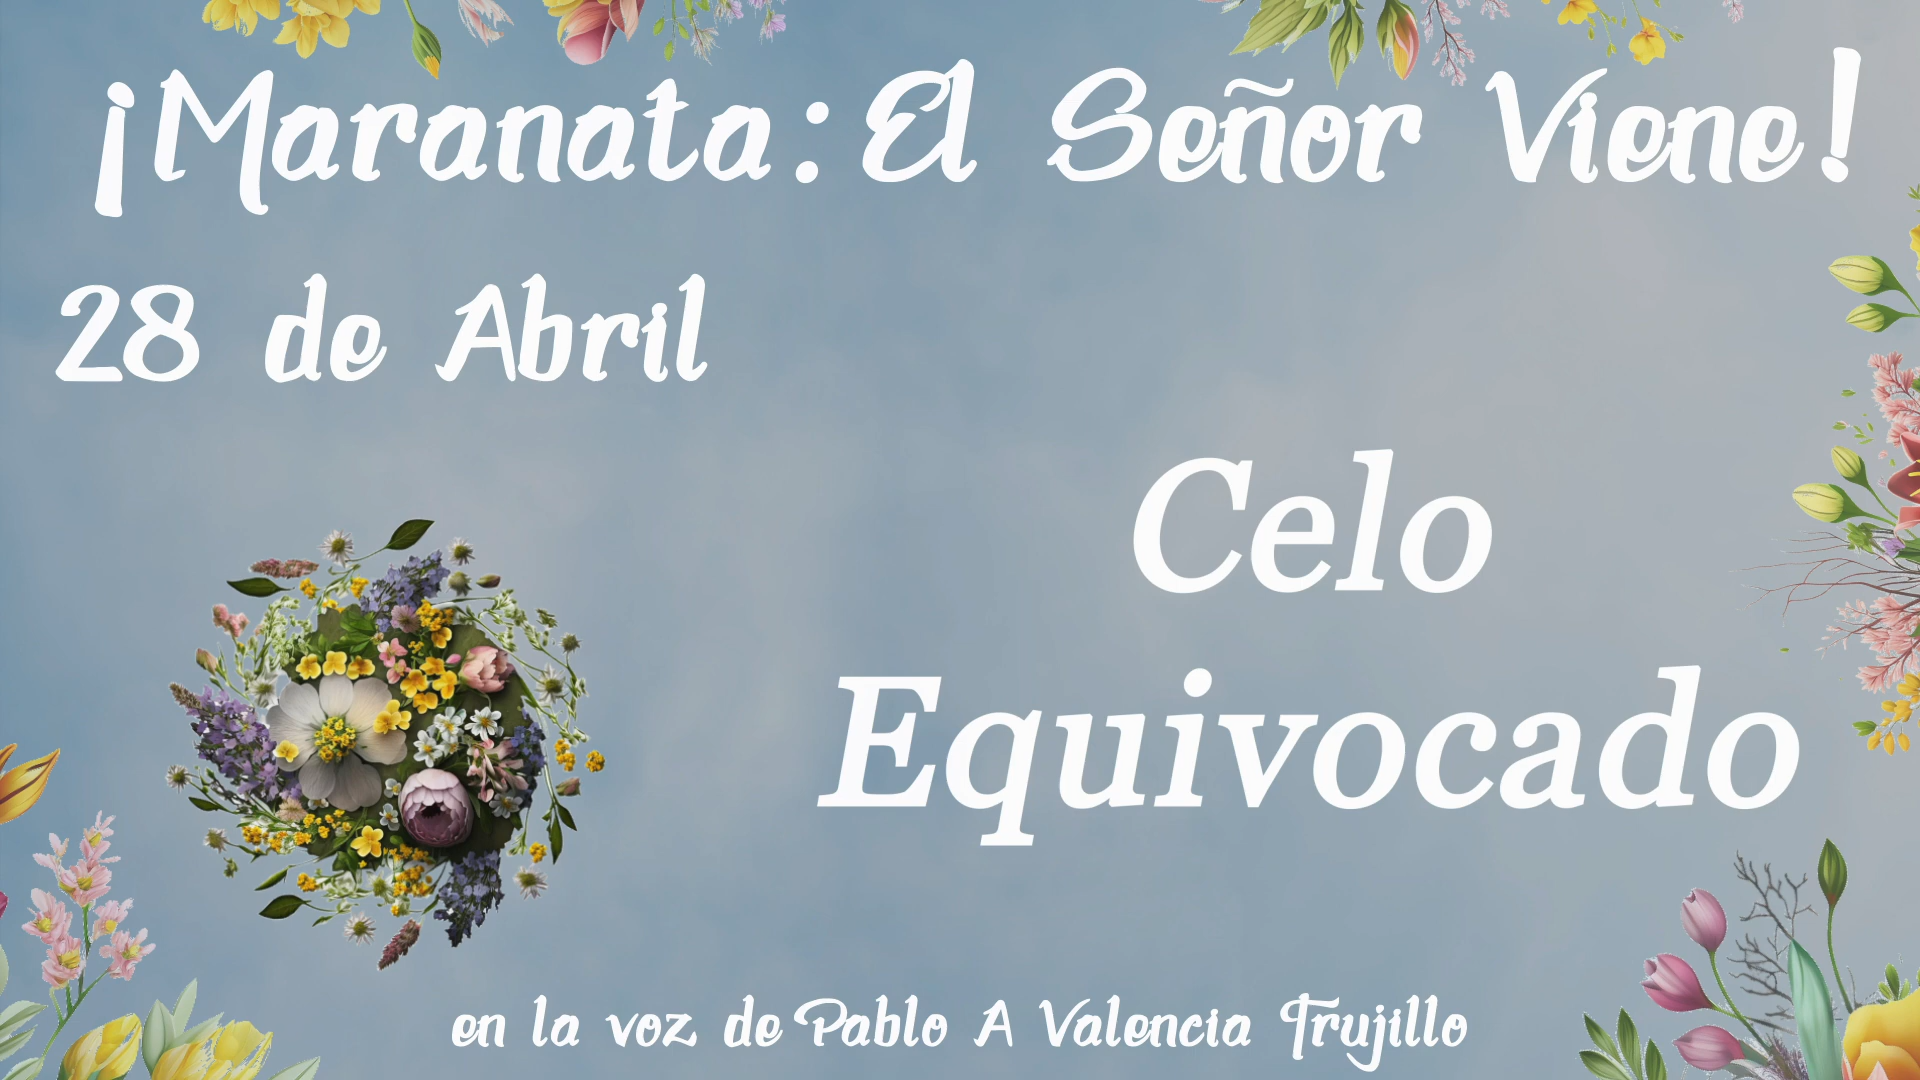 ¡Maranata: El Señor Viene!
28 de Abril
Celo
Equivocado
en la voz de Pablo A Valencia Trujillo